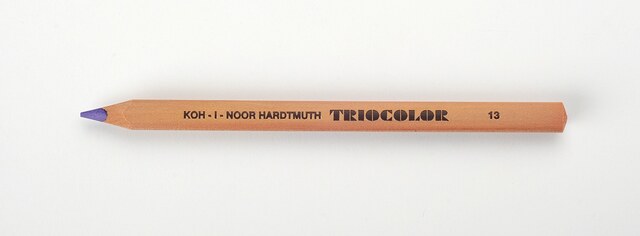 KOH - I - NOOR HARDTMUTH TRIOCOLOR 13